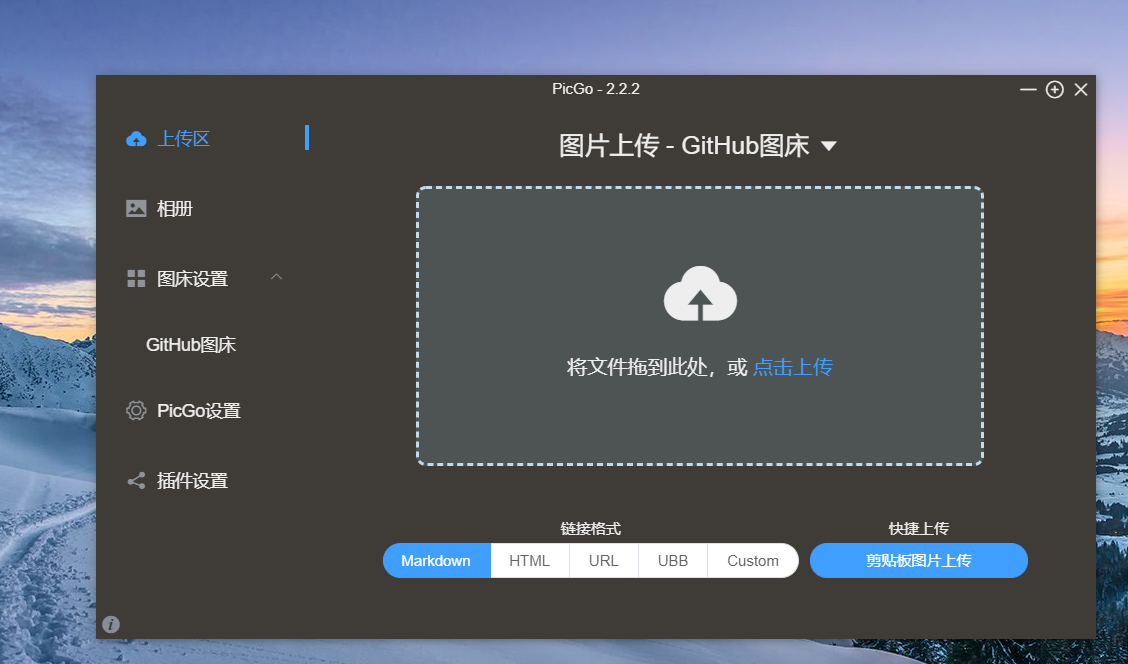 PicGo - 2.2.2
上传区
相册
图床设置
GitHub图床
PicGo设置
插件设置
图片上传 - GitHub图床
将文件拖到此处，或 点击上传
链接格式
Markdown HTML URL UBB Custom
快捷上传
剪贴板图片上传